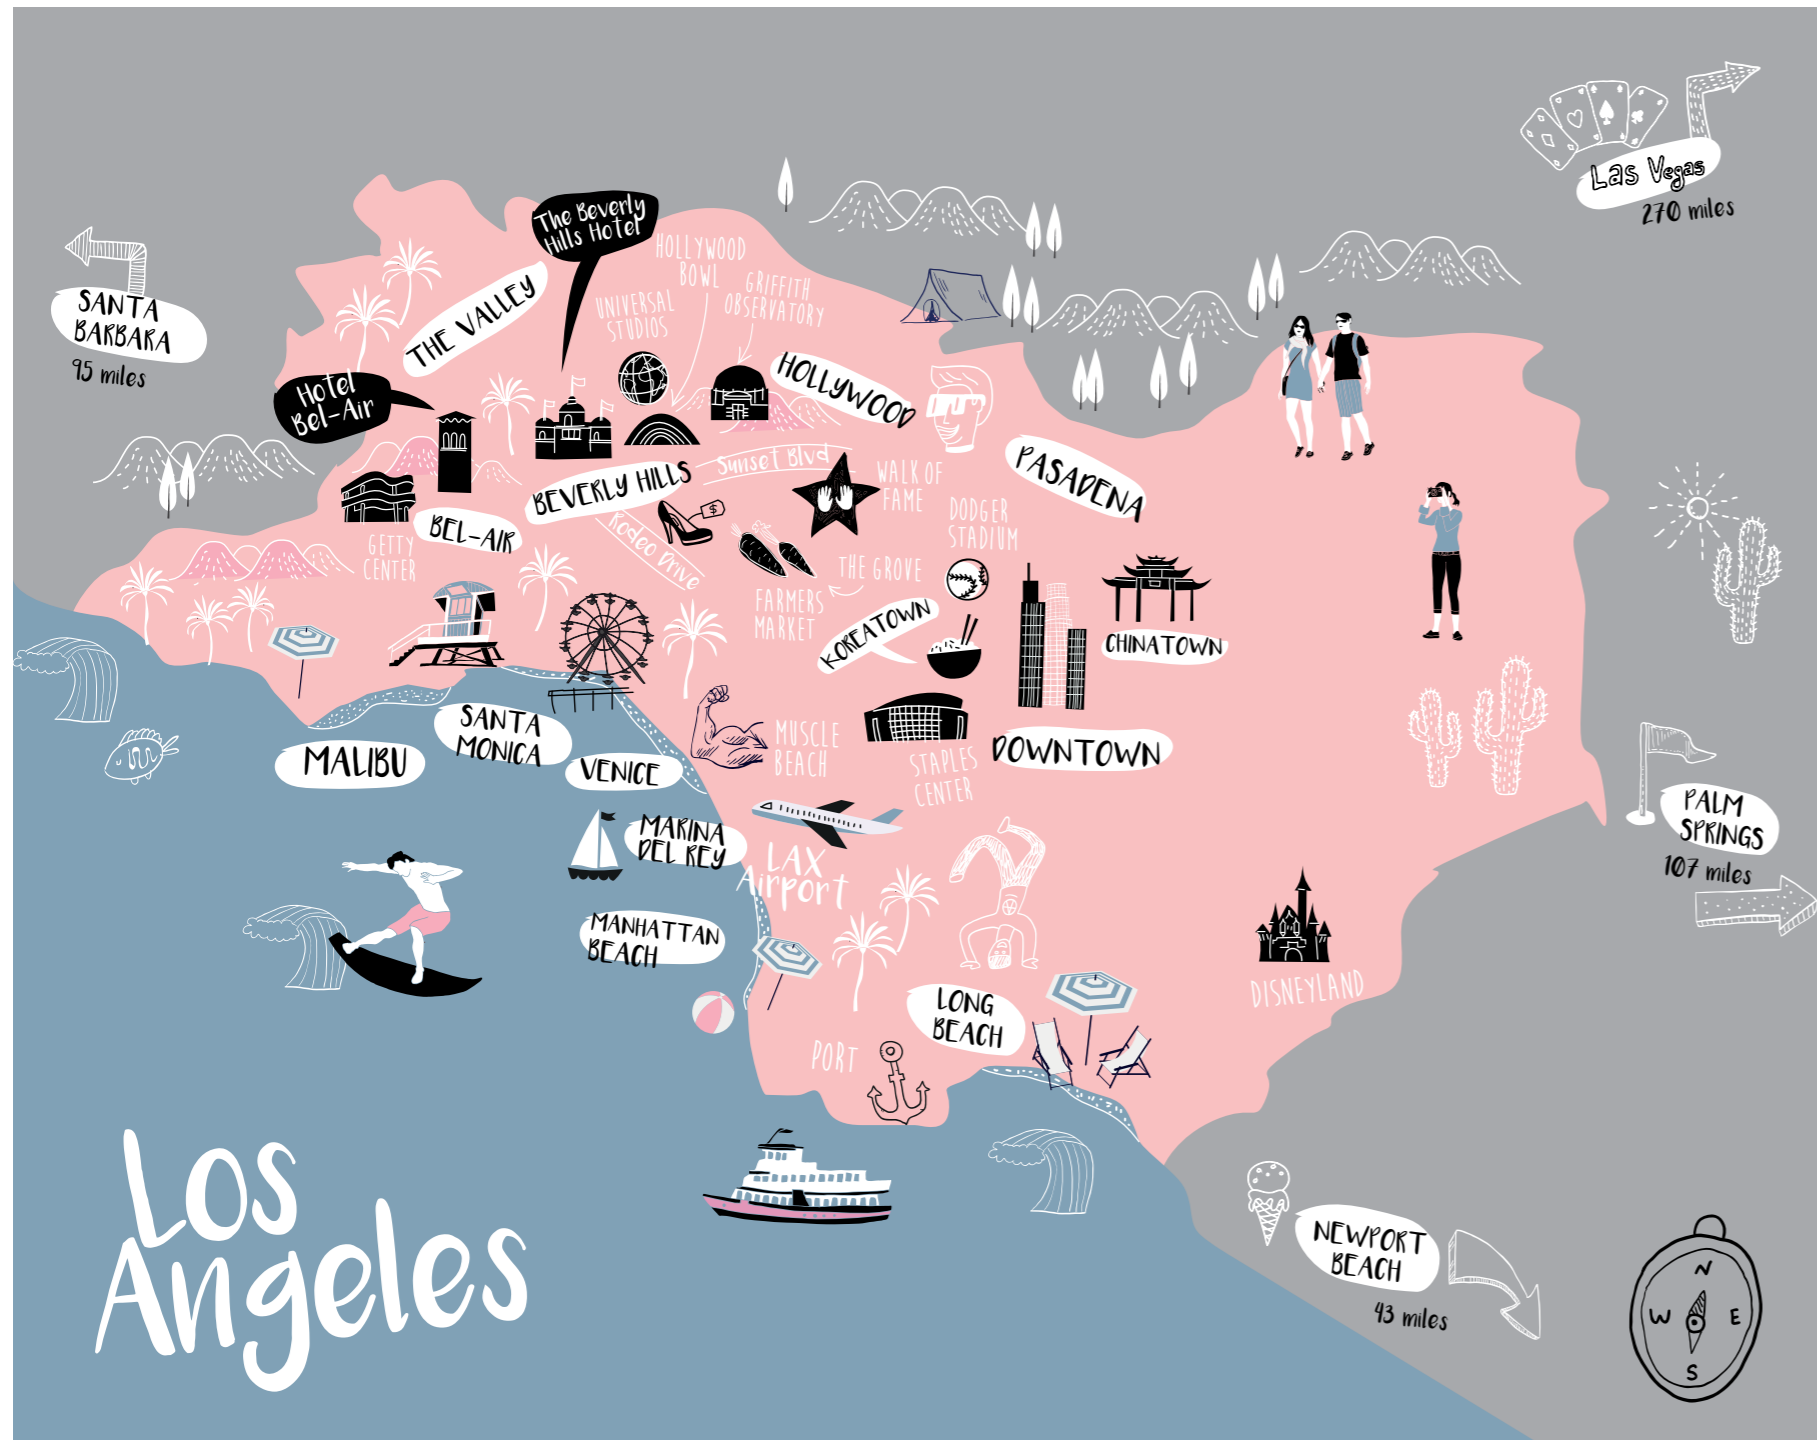 Las Vegas
270 miles
The Beverly
Hills Hotel
HOLLYWOOD
BOWL
GRIFFITH
OBSERVATORY
UNIVERSAL
STUDIOS
THE VALLEY
SANTA
BARBARA
95 miles
Hotel
Bel-Air
HOLLYWOOD
PASADENA
Sunset Blvd
BEVERLY HILLS
WALK OF
FAME
$
DODGER
STADIUM
BEL-AIR
Rodeo Drive
GETTY
CENTER
THE GROVE
FARMERS
MARKET
KOREATOWN
CHINATOWN
SANTA
MONICA
MUSCLE
BEACH
DOWNTOWN
MALIBU
VENICE
STAPLES
CENTER
PALM
SPRINGS
107 miles
MARINA
DEL REY
LAX
Airport
MANHATTAN
BEACH
DISNEYLAND
LONG
BEACH
PORT
Los
Angeles
NEWPORT
BEACH
43 miles
N
W E
S